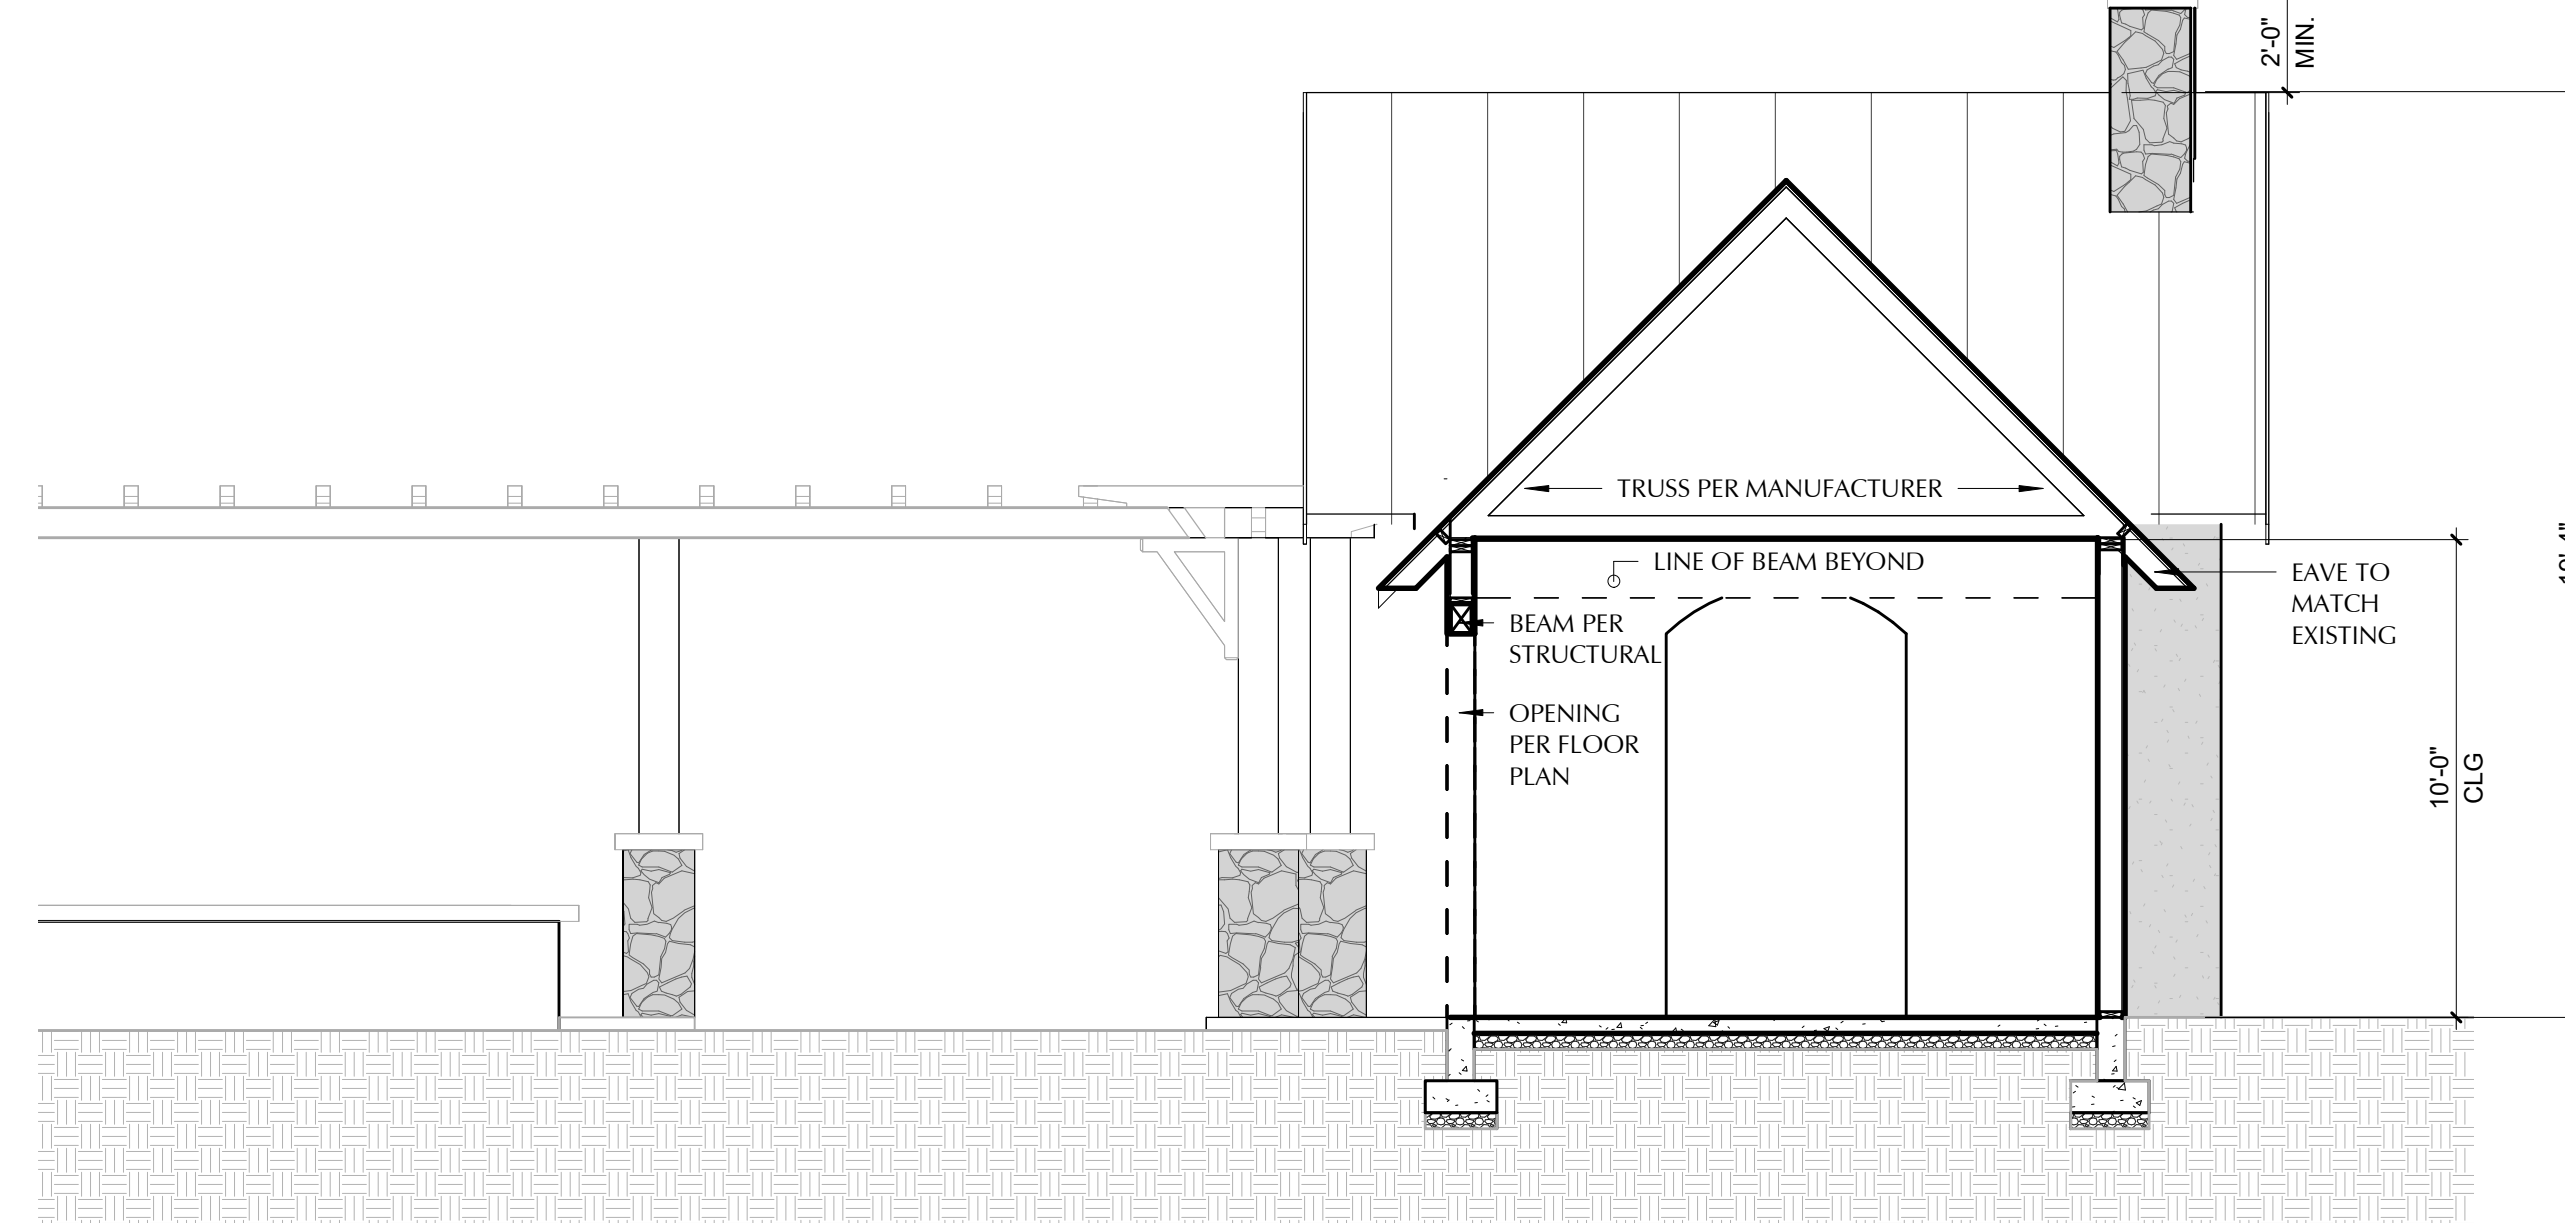 2'-0"
MIN.
TRUSS PER MANUFACTURER
LINE OF BEAM BEYOND
BEAM PER
STRUCTURAL
OPENING
PER FLOOR
PLAN
EAVE TO
MATCH
EXISTING
10'-0"
CLG